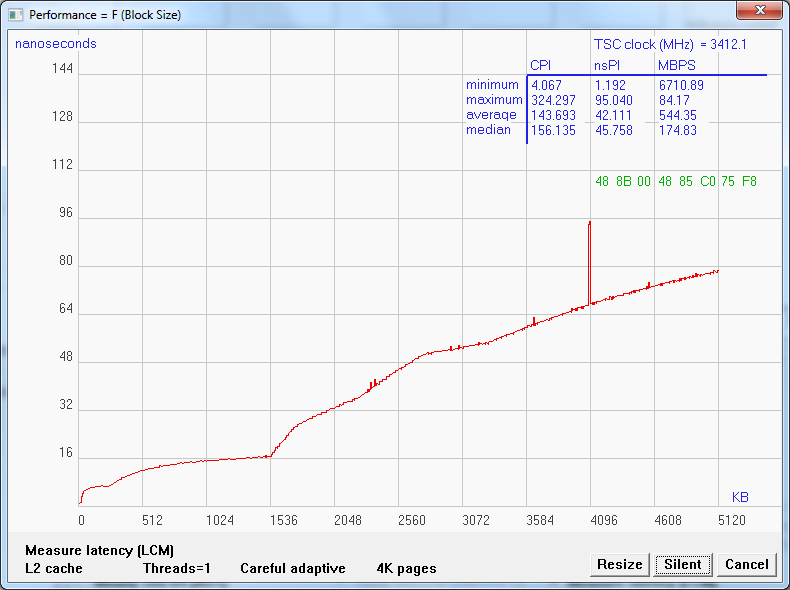 Performance = F (Block Size)
nanoseconds
TSC clock (MHz) = 3412.1
CPI nsPI MBPS
minimum 4.067 1.192 6710.89
maximum 324.297 95.040 84.17
average 143.693 42.111 544.35
median 156.135 45.758 174.83
48 8B 00 48 85 C0 75 F8
144
128
112
96
80
64
48
32
16
KB
0 512 1024 1536 2048 2560 3072 3584 4096 4608 5120
Measure latency (LCM)
L2 cache Threads=1 Careful adaptive 4K pages
Resize Silent Cancel